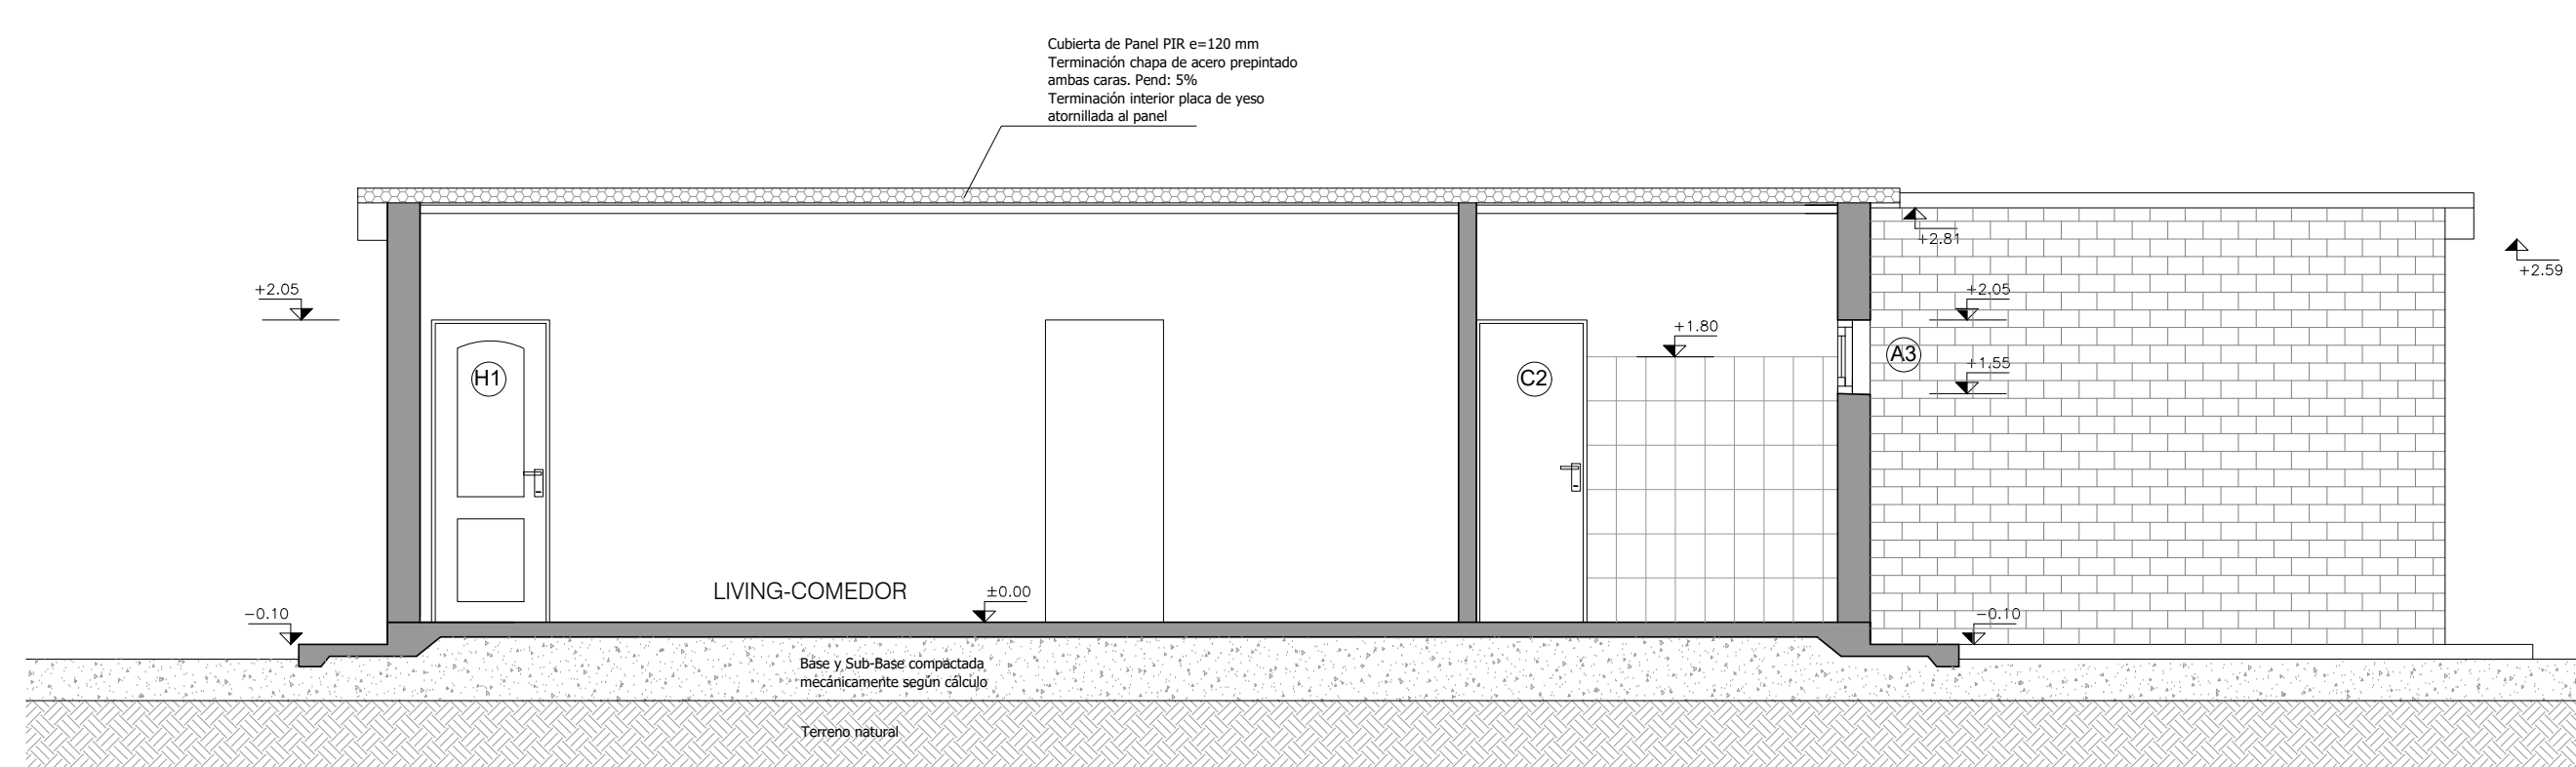 Cubierta de Panel PIR e=120 mm
Terminación chapa de acero prepintado
ambas caras. Pend: 5%
Terminación interior placa de yeso
atornillada al panel
+2.81
+2.59
+2.05
+2.05
+1.80
A3
+1.55
H1
C2
LIVING-COMEDOR
±0.00
-0.10
-0.10
Base y Sub-Base compactada
mecánicamente según cálculo
Terreno natural